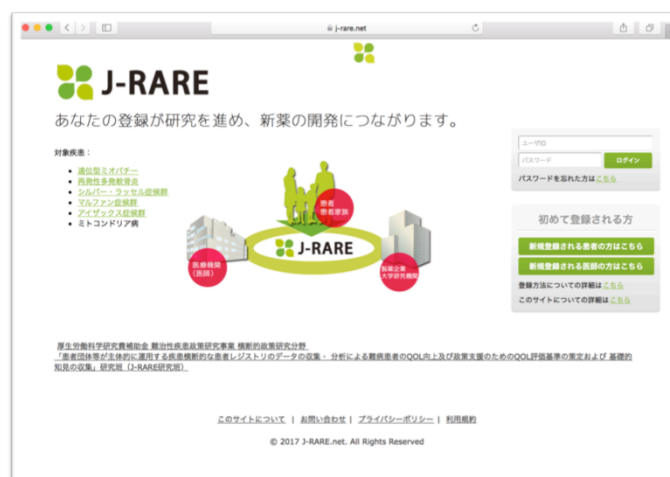 j-rare.net
J-RARE
あなたの登録が研究を進め、新薬の開発につながります。
対象疾患：
遠位型ミオパチー
再発性多発軟骨炎
シルバー・ラッセル症候群
マルファン症候群
アイザックス症候群
ミトコンドリア病
患者
患者家族
J-RARE
医療機関
（医師）
製薬企業
大学研究機関
ユーザID
パスワード
ログイン
パスワードを忘れた方はこちら
初めて登録される方
新規登録される患者の方はこちら
新規登録される医師の方はこちら
登録方法についての詳細はこちら
このサイトについての詳細はこちら
厚生労働科学研究費補助金 難治性疾患政策研究事業 横断的政策研究分野
「患者団体等が主体的に運用する疾患横断的な患者レジストリのデータの収集・ 分析による難病患者のQOL向上及び政策支援のためのQOL評価基準の策定および 基礎的
知見の収集」研究班（J-RARE研究班）
このサイトについて | お問い合わせ | プライバシーポリシー | 利用規約
© 2017 J-RARE.net. All Rights Reserved